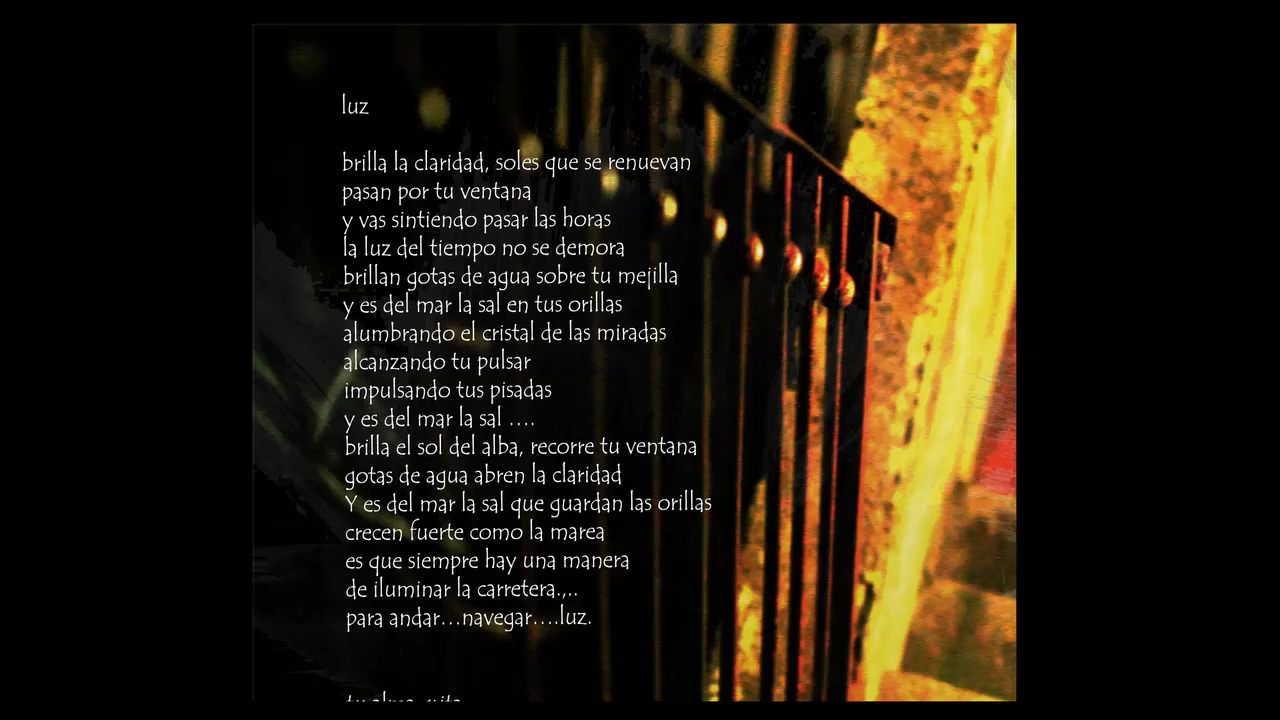 luz
brilla la claridad, soles que se renuevan
pasan por tu ventana
y vas sintiendo pasar las horas
la luz del tiempo no se demora
brillan gotas de agua sobre tu mejilla
y es del mar la sal en tus orillas
alumbrando el cristal de las miradas
alcanzando tu pulsar
impulsando tus pisadas
y es del mar la sal ....
brilla el sol del alba, recorre tu ventana
gotas de agua abren la claridad
Y es del mar la sal que guardan las orillas
crecen fuerte como la marea
es que siempre hay una manera
de iluminar la carretera.,..
para andar...navegar....luz.